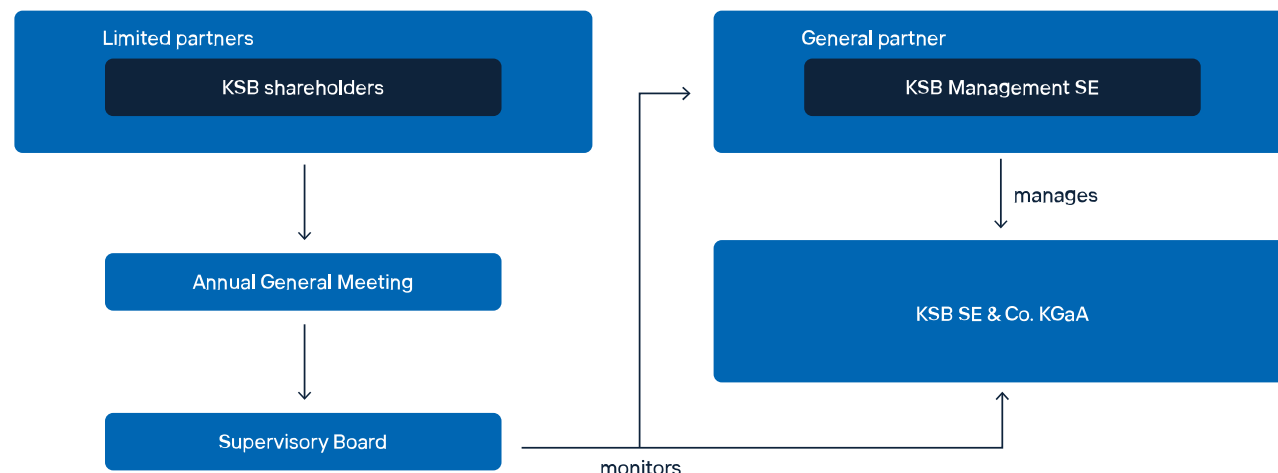 Limited partners
KSB shareholders
Annual General Meeting
Supervisory Board
monitors
General partner
KSB Management SE
manages
KSB SE & Co. KGaA